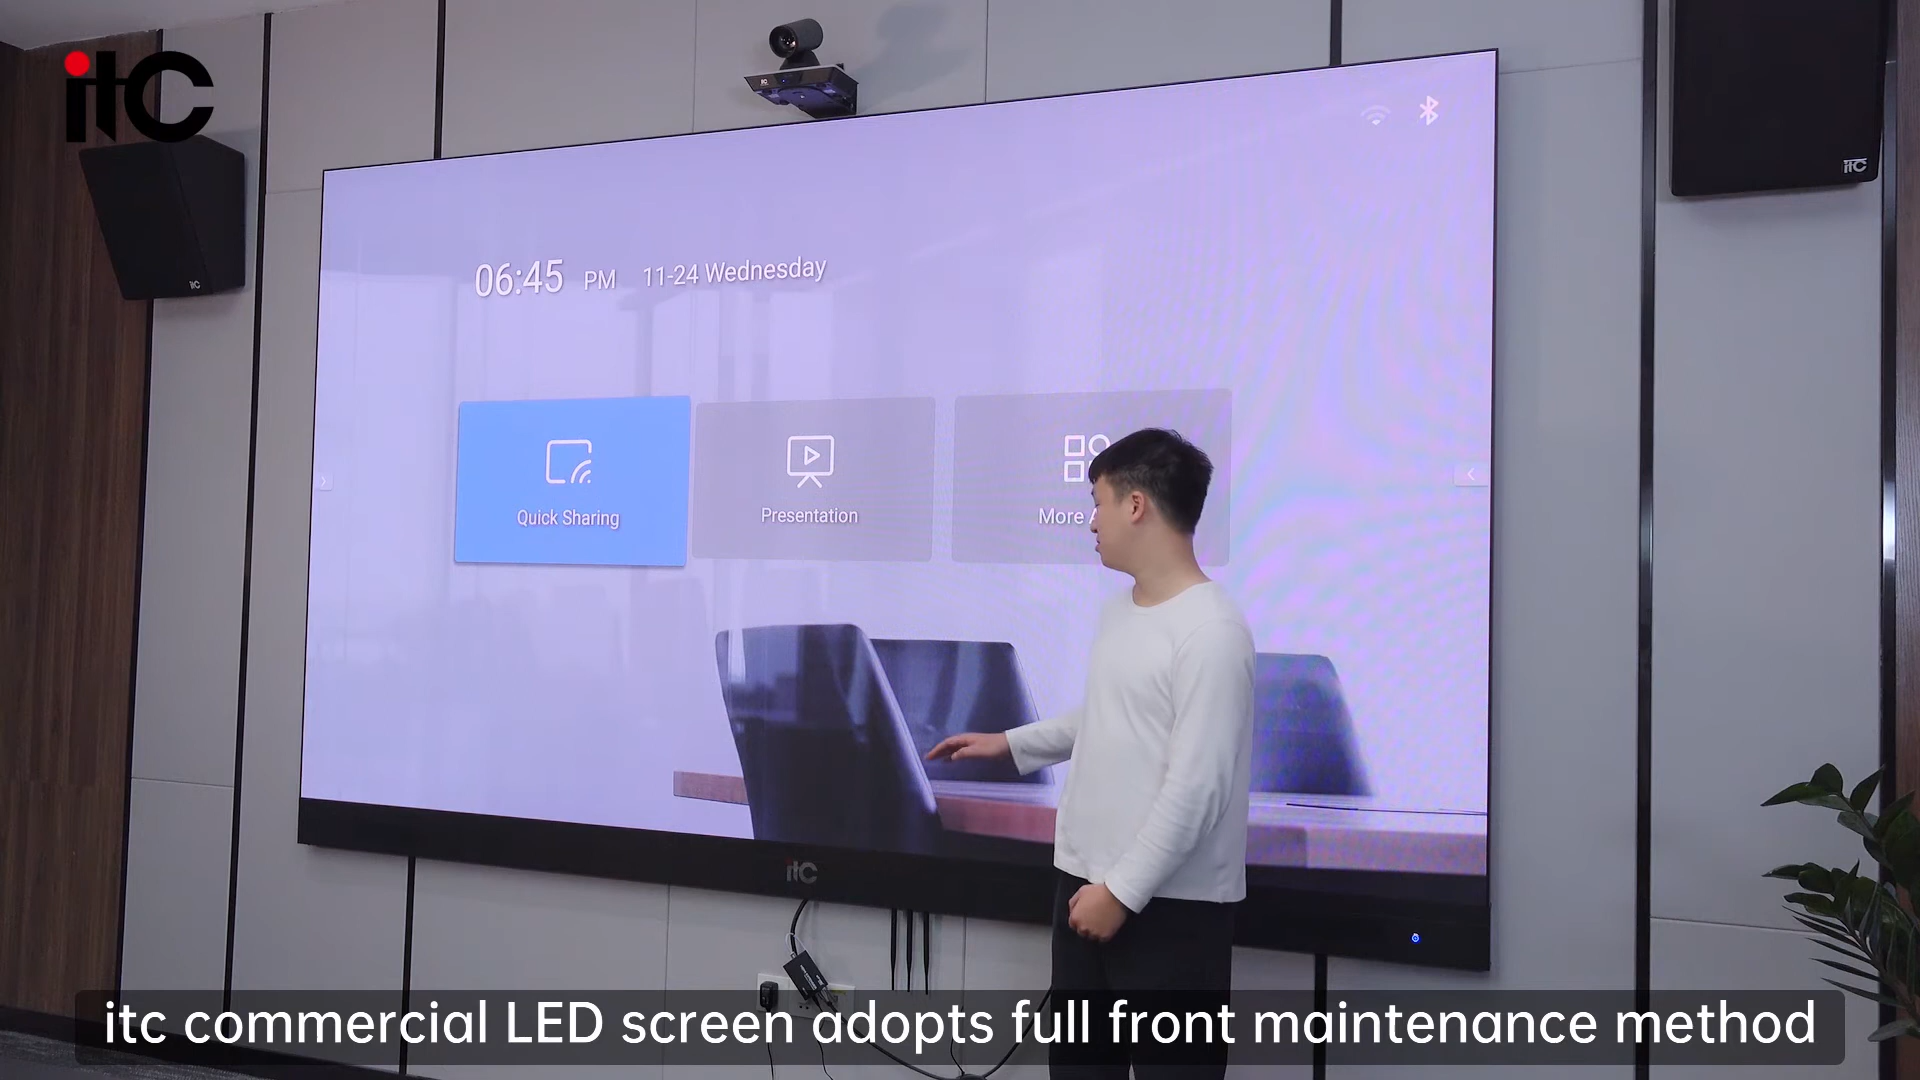 itc
itc
itc
itc
06:45 PM 11-24 Wednesday
Quick Sharing
Presentation
More
itc
itc commercial LED screen adopts full front maintenance method